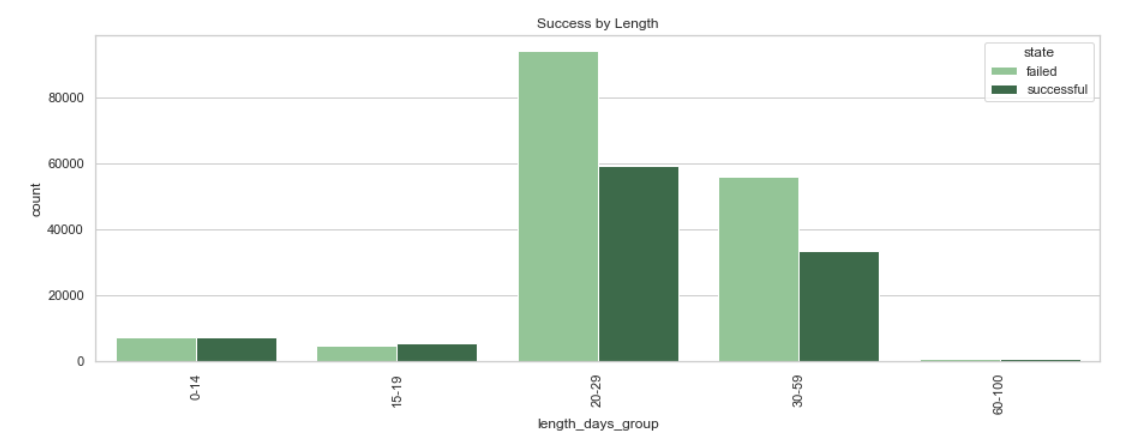 Success by Length
state
failed
successful
80000
60000
40000
20000
0
count
0-14
15-19
20-29
30-59
60-100
length_days_group